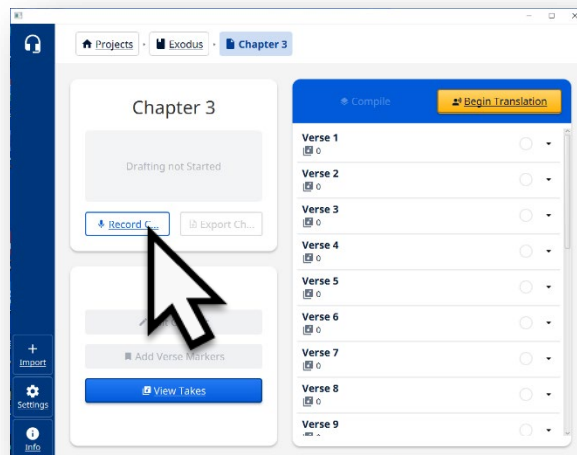 Projects
Exodus
Chapter 3
Chapter 3
Drafting not Started
Record C...
Export Ch...
Add Verse Markers
View Takes
Compile
Begin Translation
Verse 1
0
Verse 2
0
Verse 3
0
Verse 4
0
Verse 5
0
Verse 6
0
Verse 7
0
Verse 8
0
Verse 9
Import
Settings
Info